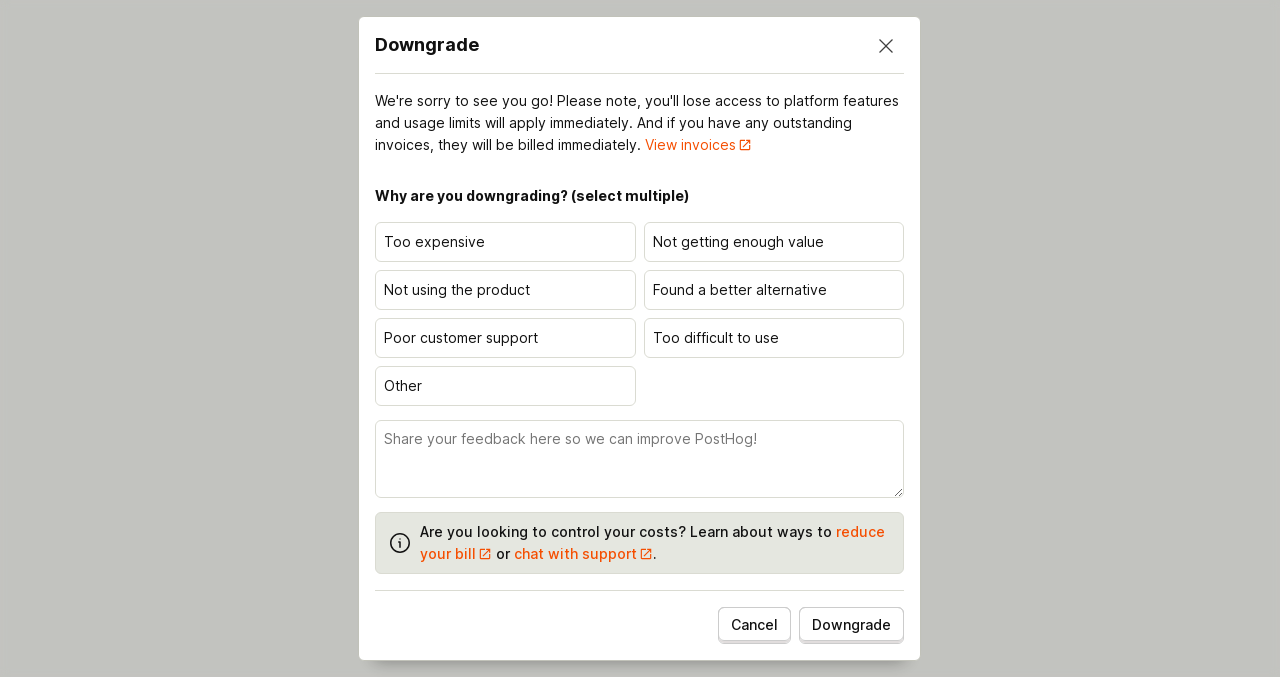 Downgrade
We're sorry to see you go! Please note, you'll lose access to platform features
and usage limits will apply immediately. And if you have any outstanding
invoices, they will be billed immediately. View invoices
Why are you downgrading? (select multiple)
Too expensive
Not getting enough value
Not using the product
Found a better alternative
Poor customer support
Too difficult to use
Other
Share your feedback here so we can improve PostHog!
Are you looking to control your costs? Learn about ways to reduce
your bill or chat with support.
Cancel
Downgrade